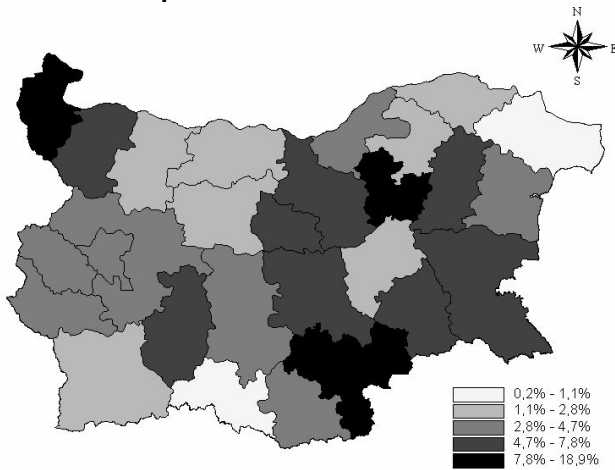 N
W E
S
0,2% - 1,1%
1,1% - 2,8%
2,8% - 4,7%
4,7% - 7,8%
7,8% - 18,9%